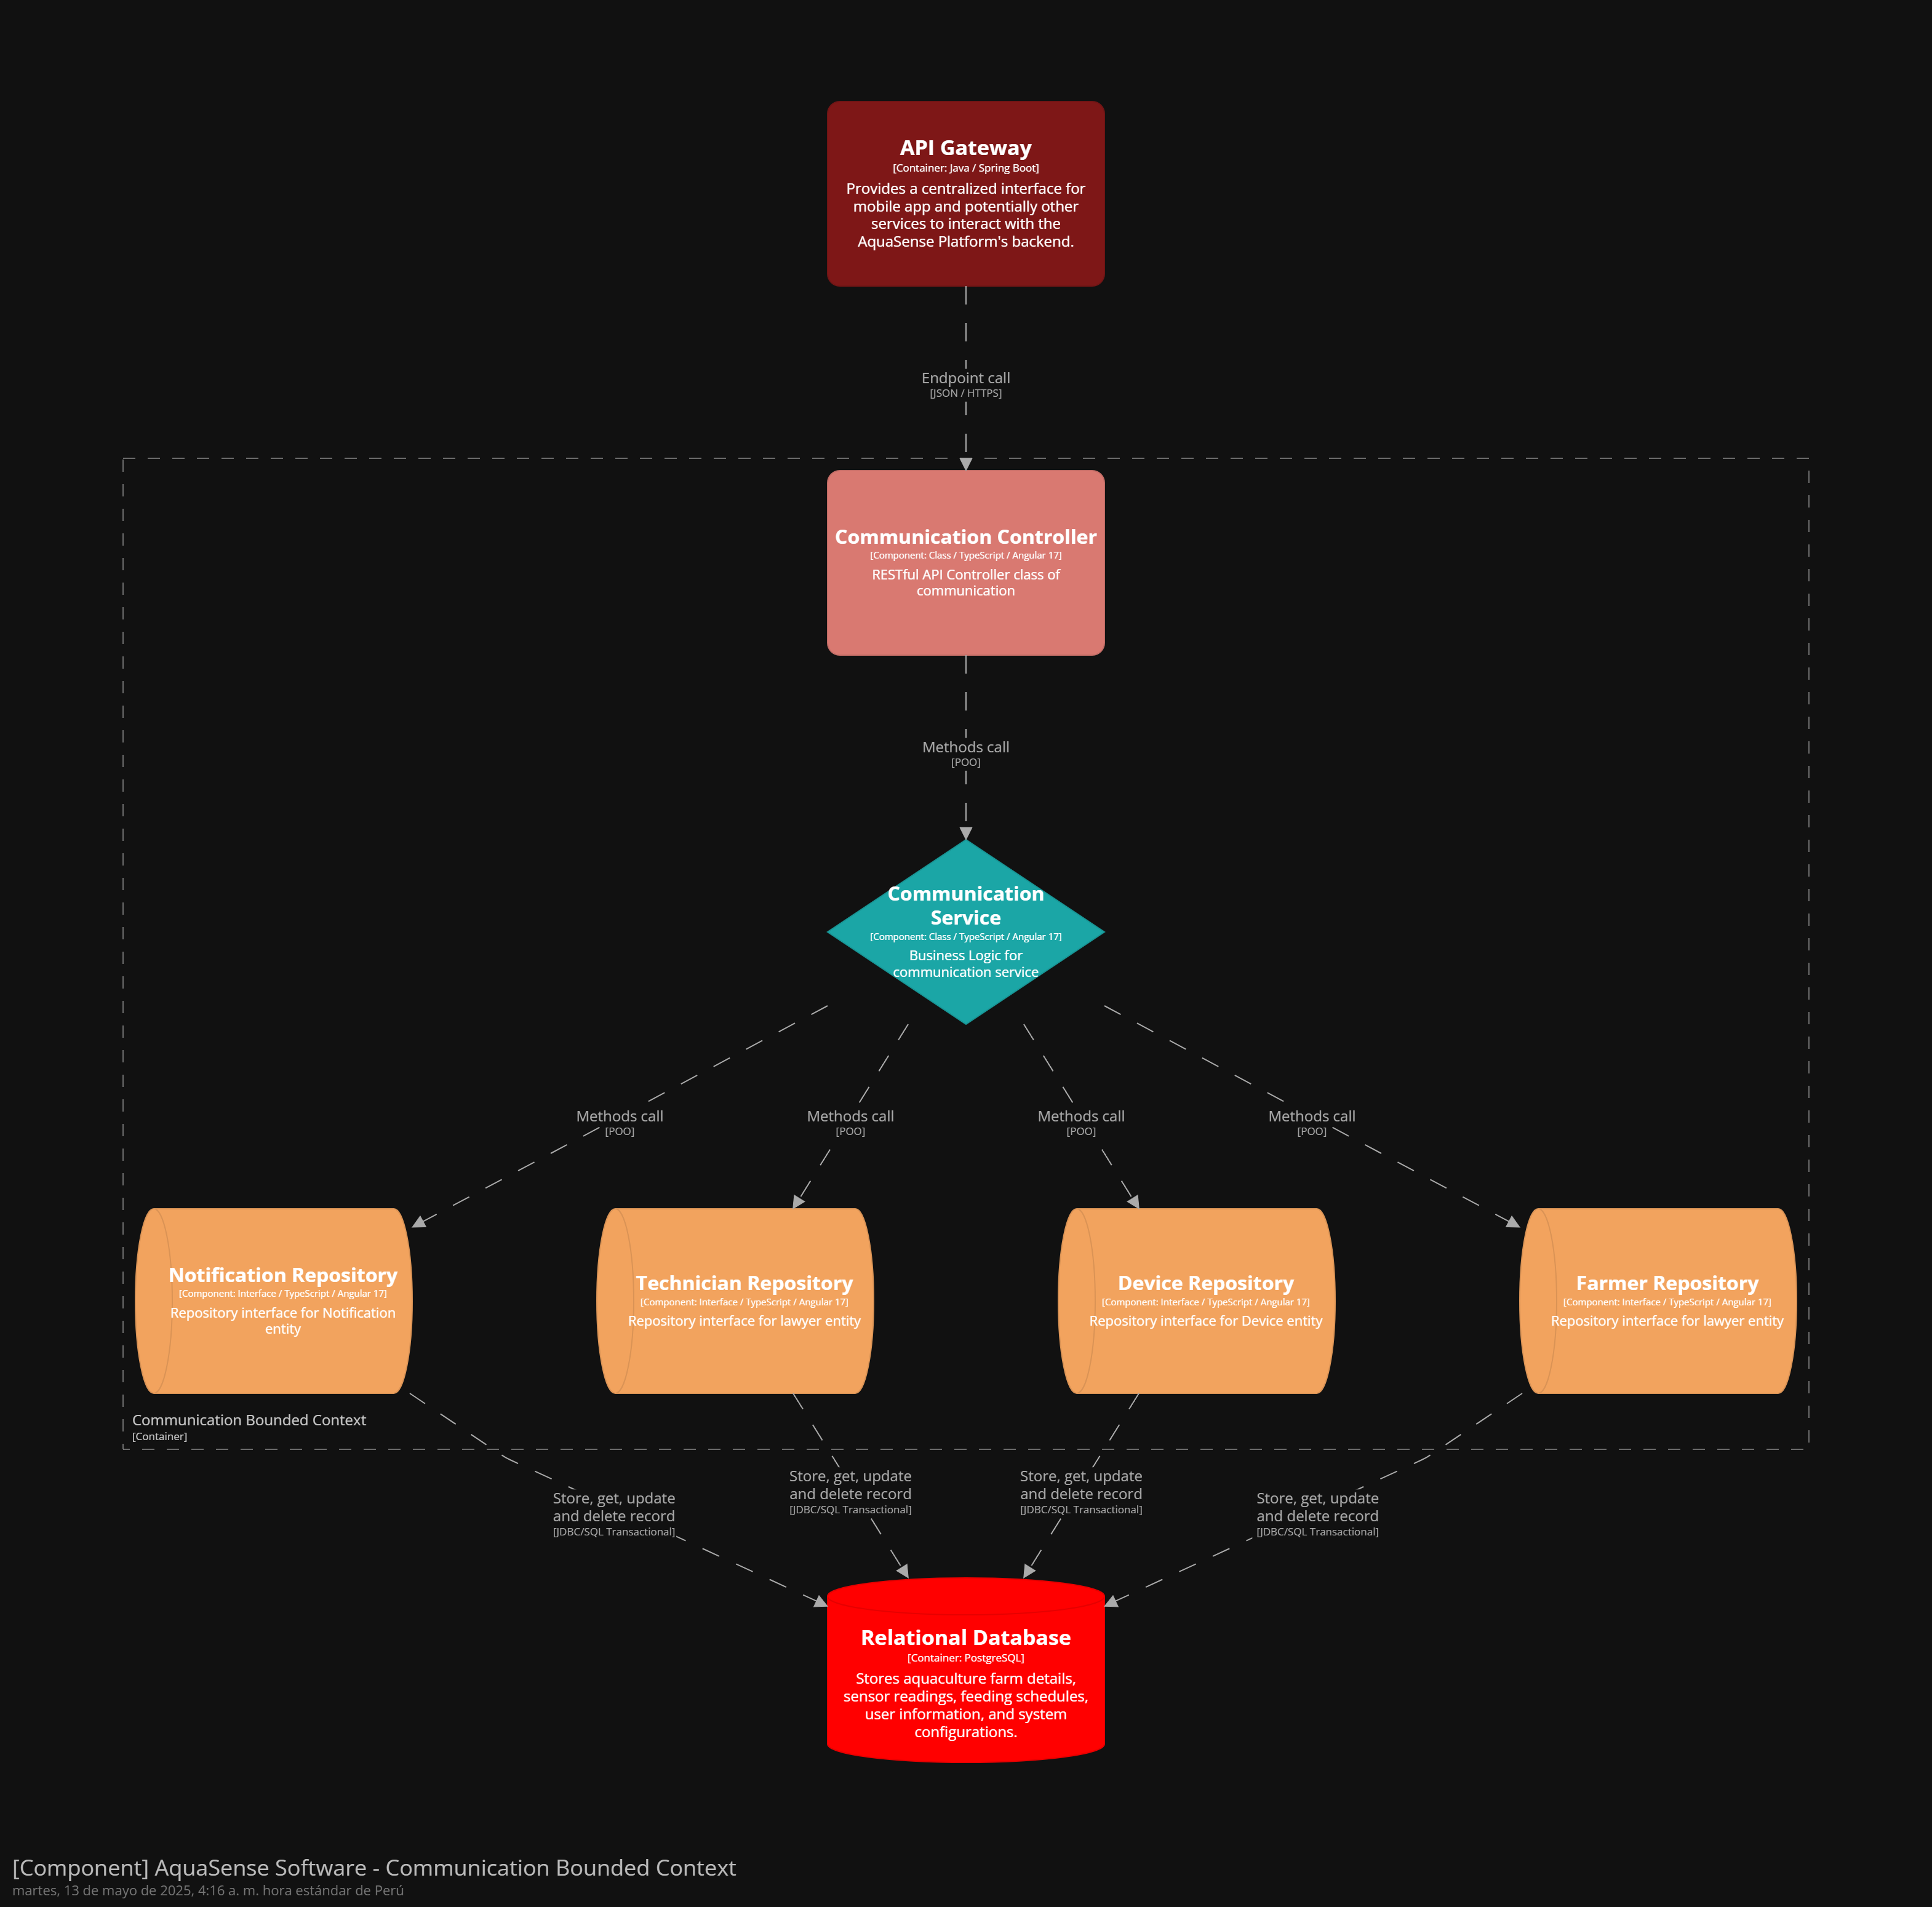 API Gateway
[Container: Java / Spring Boot]
Provides a centralized interface for
mobile app and potentially other
services to interact with the
AquaSense Platform's backend.
Endpoint call
[JSON / HTTPS]
Communication Controller
[Component: Class / TypeScript / Angular 17]
RESTful API Controller class of
communication
Methods call
[POO]
Communication
Service
[Component: Class / TypeScript / Angular 17]
Business Logic for
communication service
Methods call
[POO]
Methods call
[POO]
Methods call
[POO]
Methods call
[POO]
Notification Repository
[Component: Interface / TypeScript / Angular 17]
Repository interface for Notification
entity
Technician Repository
[Component: Interface / TypeScript / Angular 17]
Repository interface for lawyer entity
Device Repository
[Component: Interface / TypeScript / Angular 17]
Repository interface for Device entity
Farmer Repository
[Component: Interface / TypeScript / Angular 17]
Repository interface for lawyer entity
Communication Bounded Context
[Container]
Store, get, update
and delete record
[JDBC/SQL Transactional]
Store, get, update
and delete record
[JDBC/SQL Transactional]
Store, get, update
and delete record
[JDBC/SQL Transactional]
Store, get, update
and delete record
[JDBC/SQL Transactional]
Relational Database
[Container: PostgreSQL]
Stores aquaculture farm details,
sensor readings, feeding schedules,
user information, and system
configurations.
[Component] AquaSense Software - Communication Bounded Context
martes, 13 de mayo de 2025, 4:16 a. m. hora estándar de Perú